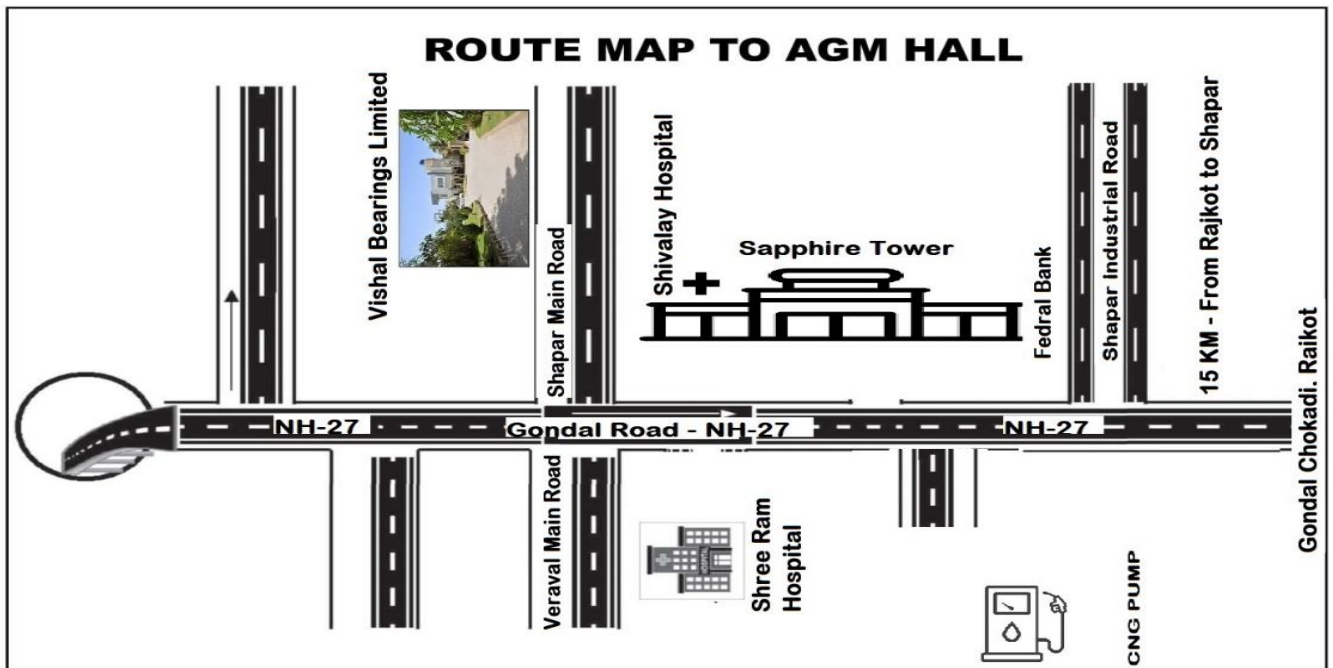 ROUTE MAP TO AGM HALL
Vishal Bearings Limited
Shapar Main Road
Shivalay Hospital
Sapphire Tower
Fedral Bank
Shapar Industrial Road
15 KM - From Rajkot to Shapar
NH-27
Gondal Road - NH-27
NH-27
Gondal Chokadi. Raikot
Veraval Main Road
Shree Ram
Hospital
CNG PUMP